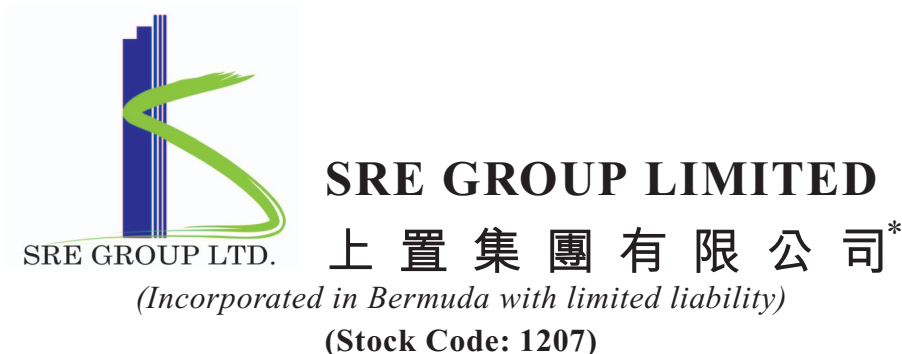 SRE GROUP LTD.
SRE GROUP LIMITED
上置集團有限公司*
(Incorporated in Bermuda with limited liability)
(Stock Code: 1207)